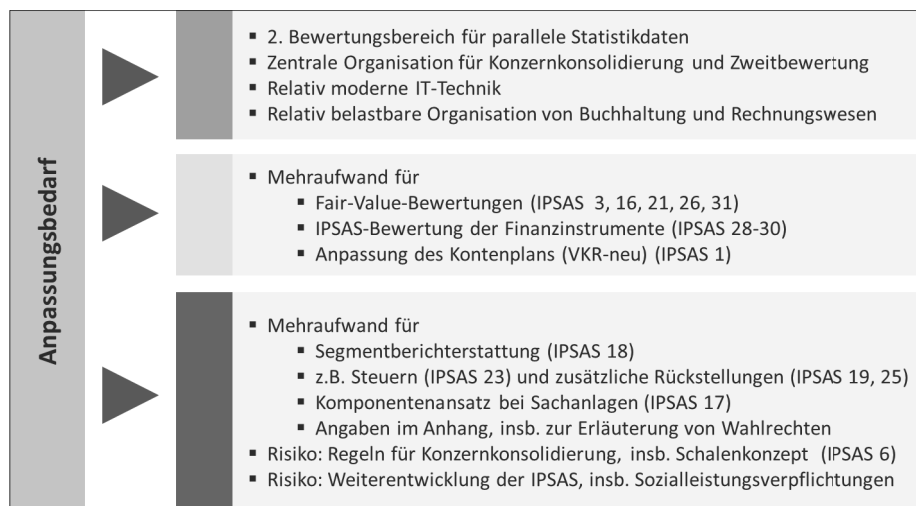 Anpassungsbedarf
▪ 2. Bewertungsbereich für parallele Statistikdaten
▪ Zentrale Organisation für Konzernkonsolidierung und Zweitbewertung
▪ Relativ moderne IT-Technik
▪ Relativ belastbare Organisation von Buchhaltung und Rechnungswesen
▪ Mehraufwand für
▪ Fair-Value-Bewertungen (IPSAS 3, 16, 21, 26, 31)
▪ IPSAS-Bewertung der Finanzinstrumente (IPSAS 28-30)
▪ Anpassung des Kontenplans (VKR-neu) (IPSAS 1)
▪ Mehraufwand für
▪ Segmentberichterstattung (IPSAS 18)
▪ z.B. Steuern (IPSAS 23) und zusätzliche Rückstellungen (IPSAS 19, 25)
▪ Komponentenansatz bei Sachanlagen (IPSAS 17)
▪ Angaben im Anhang, insb. zur Erläuterung von Wahlrechten
▪ Risiko: Regeln für Konzernkonsolidierung, insb. Schalenkonzept (IPSAS 6)
▪ Risiko: Weiterentwicklung der IPSAS, insb. Sozialleistungsverpflichtungen